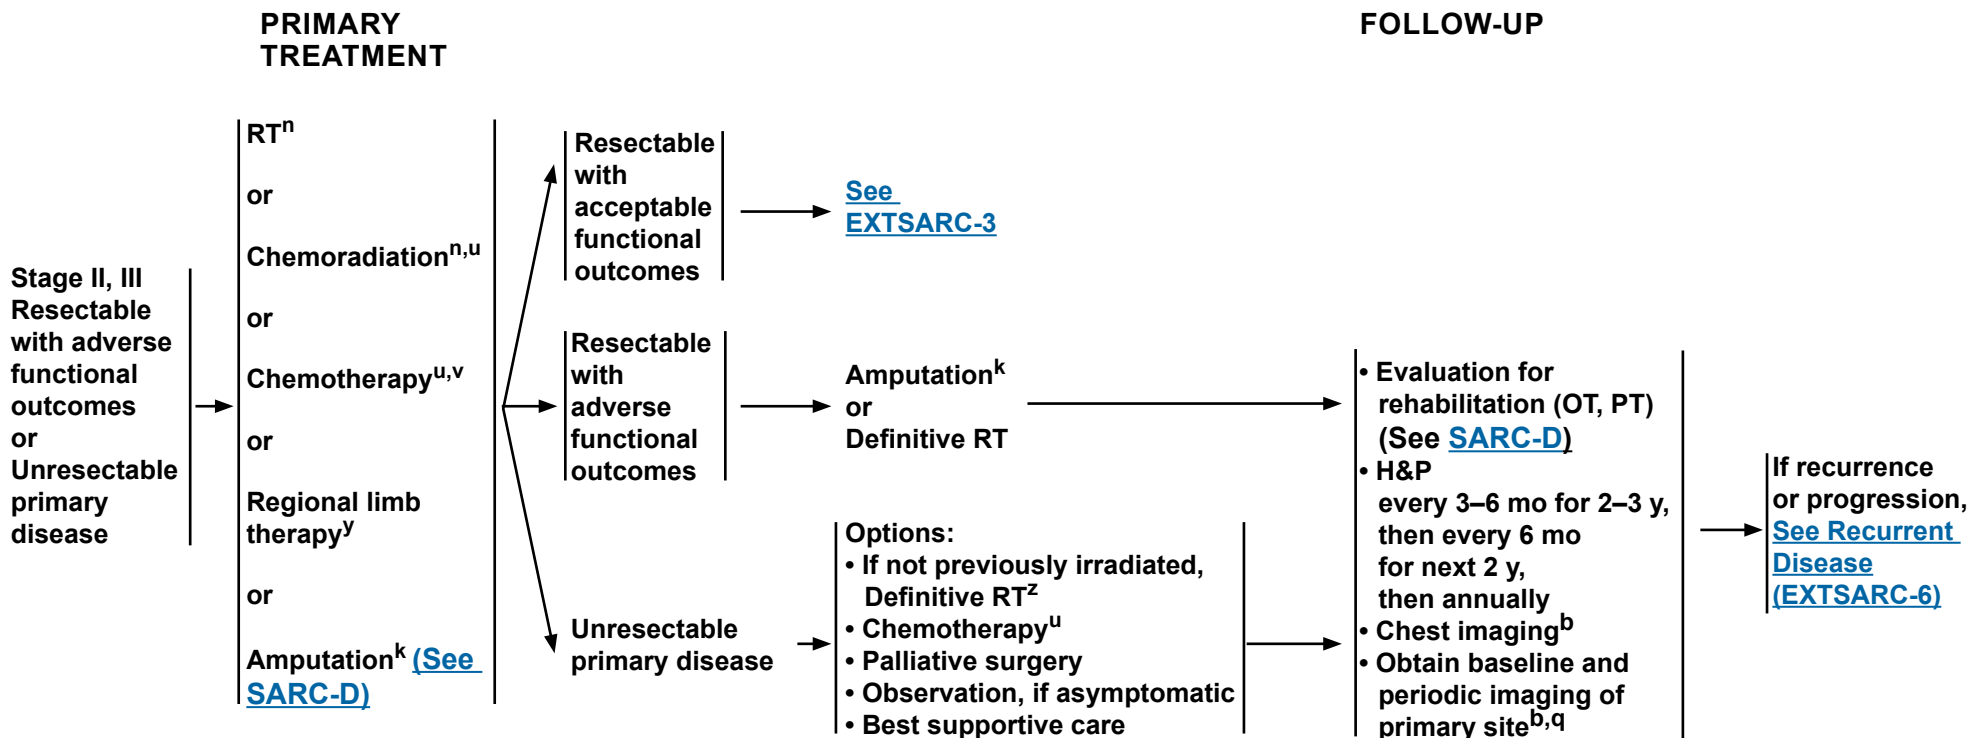 PRIMARY
TREATMENT
FOLLOW-UP
Stage II, III
Resectable
with adverse
functional
outcomes
or
Unresectable
primary
disease
RTⁿ
or
Chemoradiationⁿ,ᵘ
or
Chemotherapyᵘ,ᵛ
or
Regional limb
therapyʸ
or
Amputationᵏ (See
SARC-D)
Resectable
with
acceptable
functional
outcomes
See
EXTSARC-3
Resectable
with
adverse
functional
outcomes
Amputationᵏ
or
Definitive RT
Unresectable
primary disease
Options:
• If not previously irradiated,
Definitive RTᶻ
• Chemotherapyᵘ
• Palliative surgery
• Observation, if asymptomatic
• Best supportive care
• Evaluation for
rehabilitation (OT, PT)
(See SARC-D)
• H&P
every 3–6 mo for 2–3 y,
then every 6 mo
for next 2 y,
then annually
• Chest imagingᵇ
• Obtain baseline and
periodic imaging of
primary siteᵇ,q
If recurrence
or progression,
See Recurrent
Disease
(EXTSARC-6)